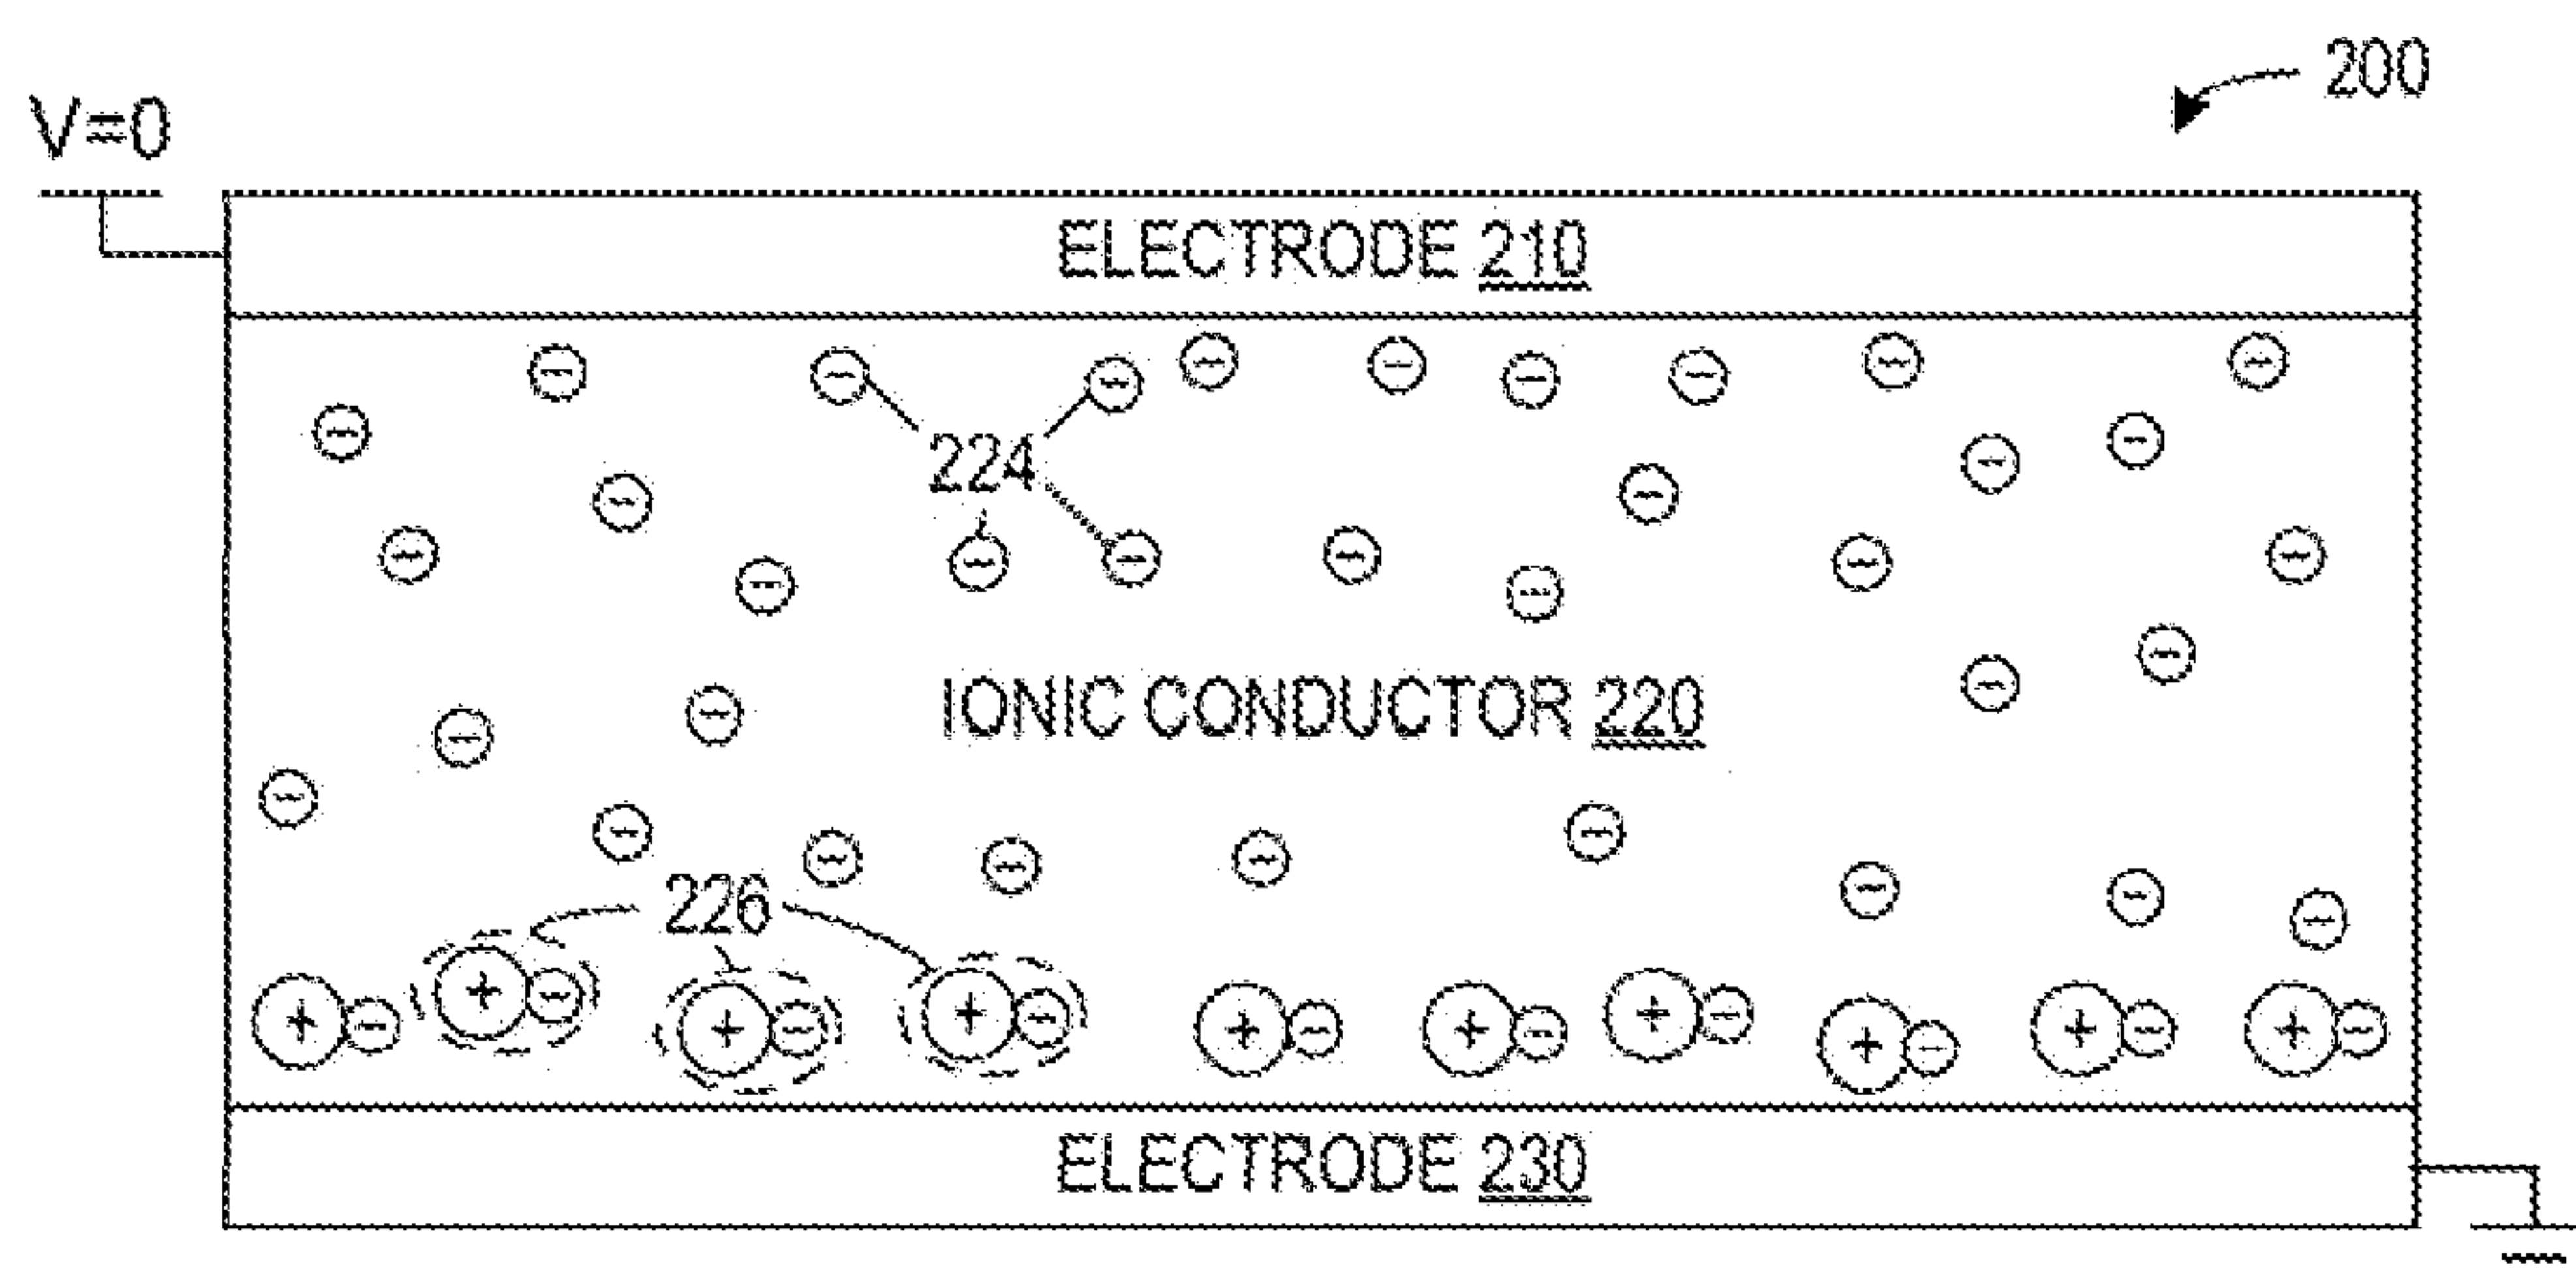 200
V=0
ELECTRODE 210
224
IONIC CONDUCTOR 220
226
ELECTRODE 230